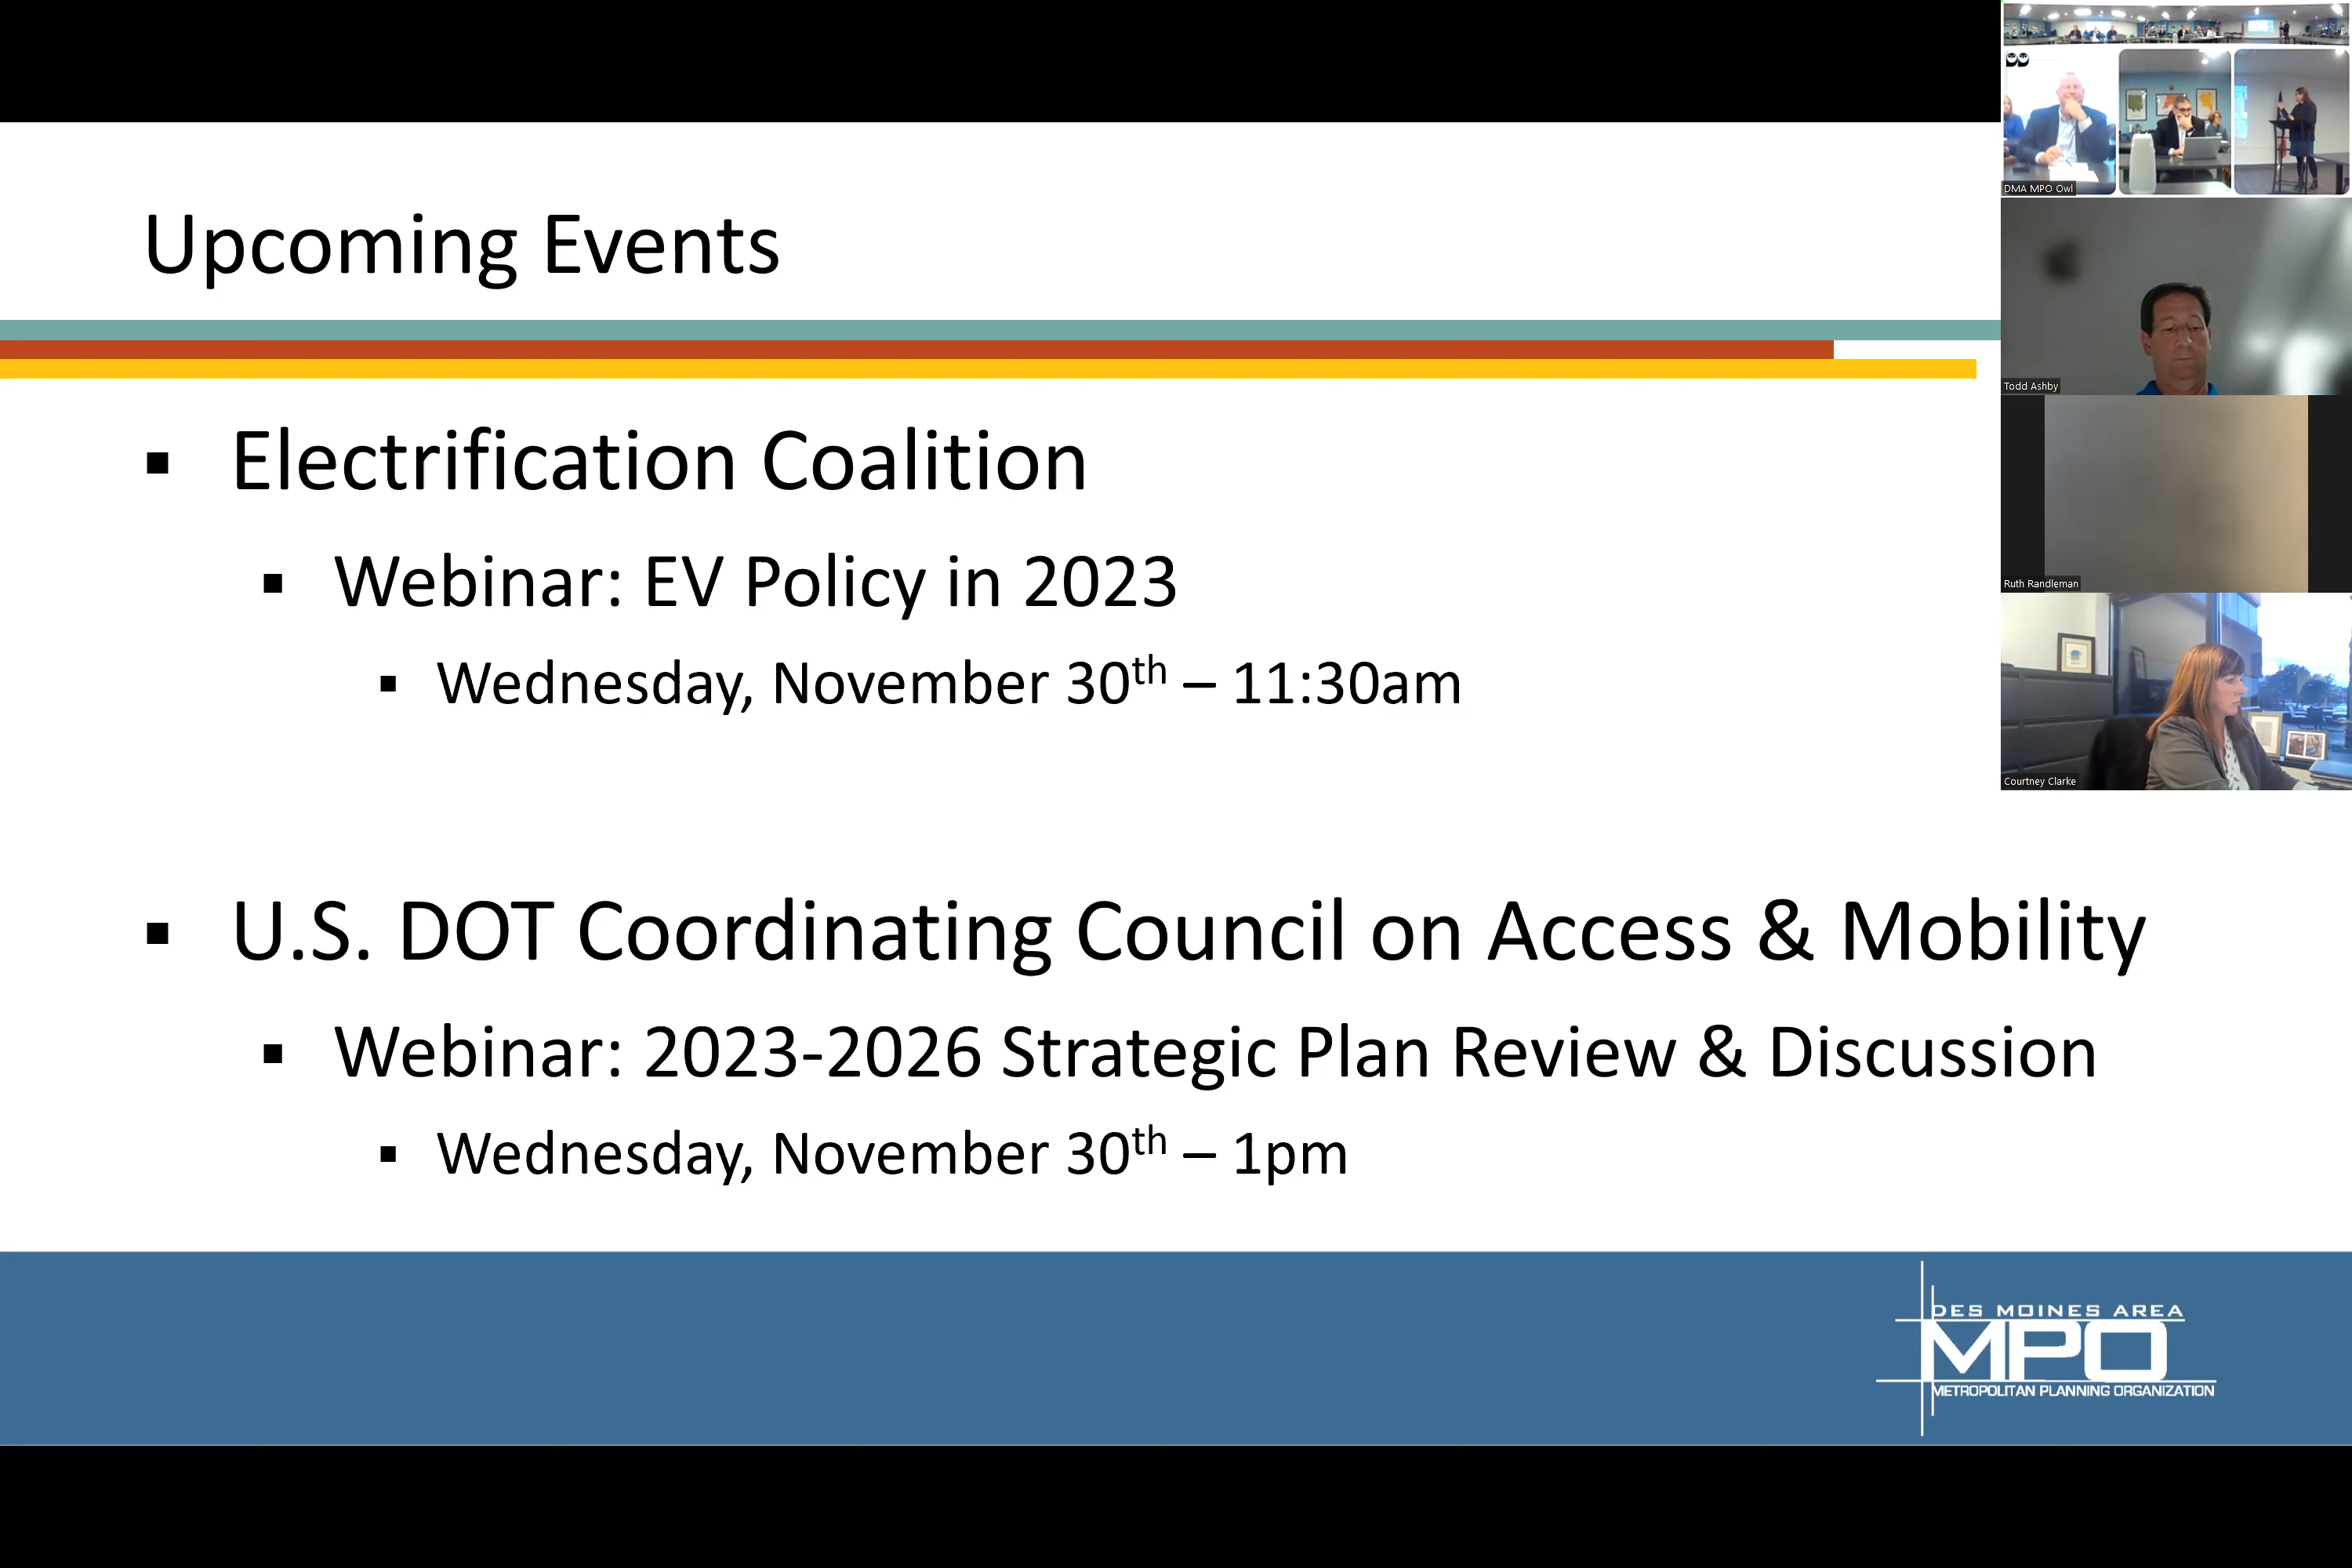 Upcoming Events
▪ Electrification Coalition
▪ Webinar: EV Policy in 2023
▪ Wednesday, November 30th – 11:30am
▪ U.S. DOT Coordinating Council on Access & Mobility
▪ Webinar: 2023-2026 Strategic Plan Review & Discussion
▪ Wednesday, November 30th – 1pm
DES MOINES AREA
MPO
METROPOLITAN PLANNING ORGANIZATION
DMA MPO Owl
Todd Ashby
Ruth Randleman
Courtney Clarke